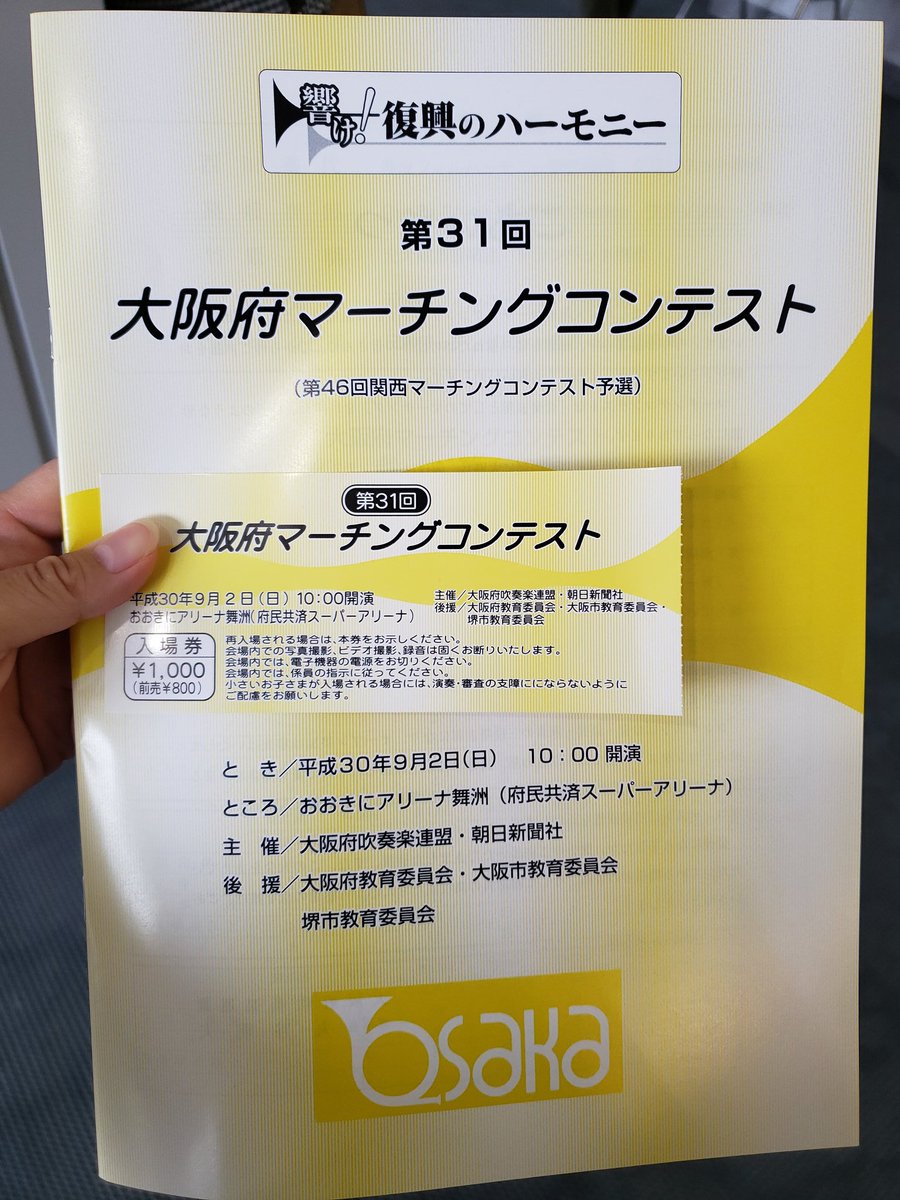 響け!復興のハーモニー
第31回
大阪府マーチングコンテスト
(第46回関西マーチングコンテスト予選)
第31回
大阪府マーチングコンテスト
平成30年9月2日(日)10:00開演
おおきにアリーナ舞洲(府民共済スーパーアリーナ)
主催/大阪府吹奏楽連盟・朝日新聞社
後援/大阪府教育委員会・大阪市教育委員会・
堺市教育委員会
入場券
¥1,000
(前売¥800)
再入場される場合は、本券をお示しください。
会場内での写真撮影、ビデオ撮影、録音は固くお断りいたします。
会場内では、電子機器の電源をお切りください。
会場内では、係員の指示に従ってください。
小さいお子さまが入場される場合には、演奏・審査の支障ににならないように
ご配慮をお願いします。
と き/平成30年9月2日(日) 10:00開演
ところ/おおきにアリーナ舞洲(府民共済スーパーアリーナ)
主 催/大阪府吹奏楽連盟・朝日新聞社
後 援/大阪府教育委員会・大阪市教育委員会
堺市教育委員会
Osaka